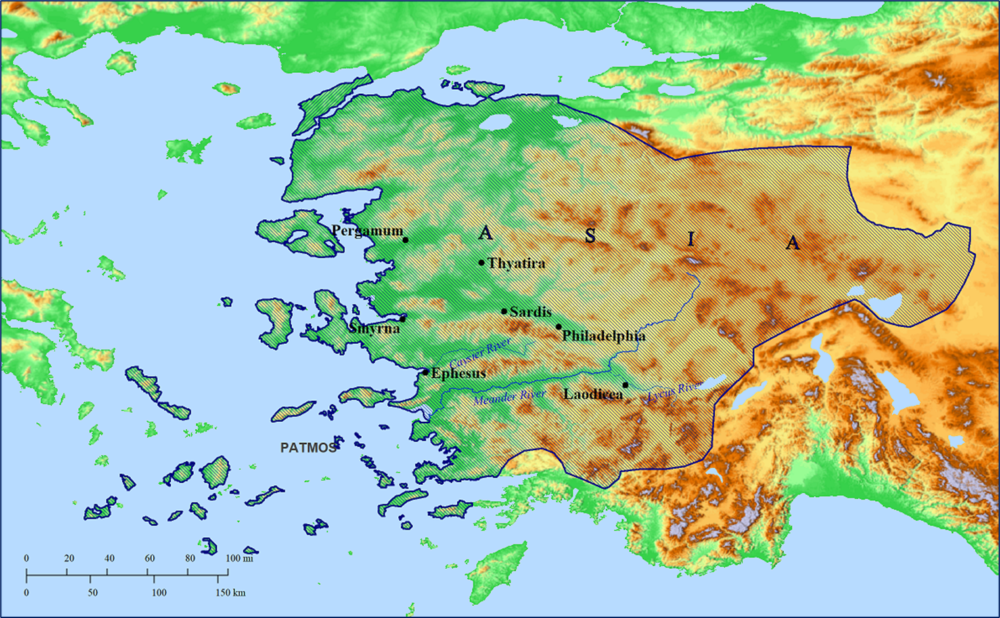 Pergamum
A S I A
Thyatira
Sardis
Smyrna
Philadelphia
Cayster River
Ephesus
Meander River
Laodicea
Lycus River
PATMOS
0 20 40 60 80 100 mi
0 50 100 150 km